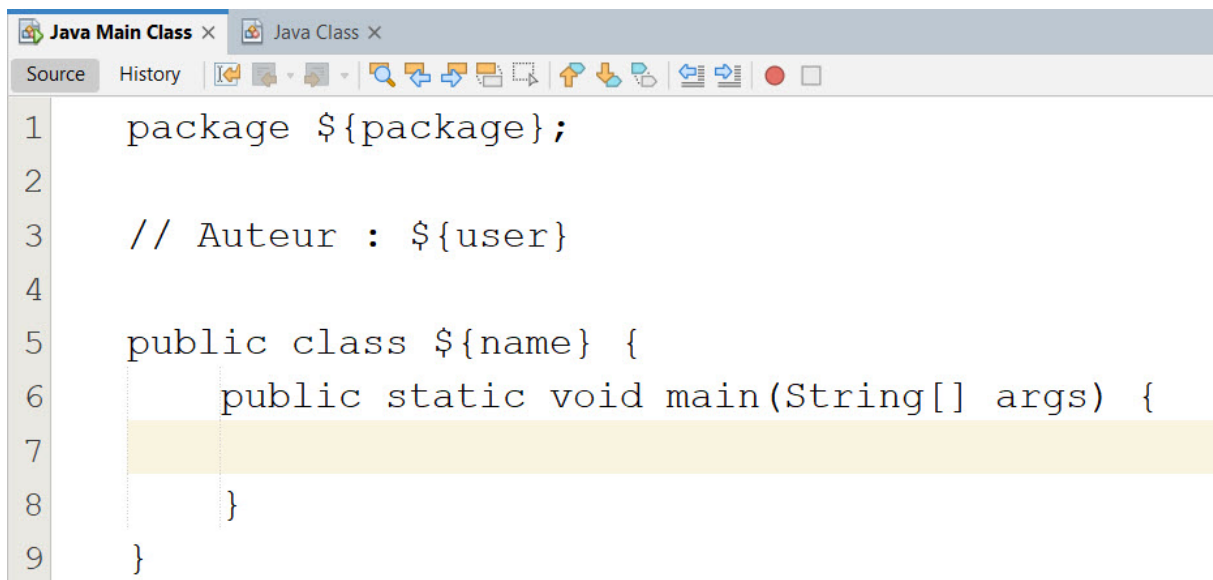 Java Main Class × Java Class ×
Source History
1 package ${package};
2
3 // Auteur : ${user}
4
5 public class ${name} {
6 public static void main(String[] args) {
7
8 }
9 }